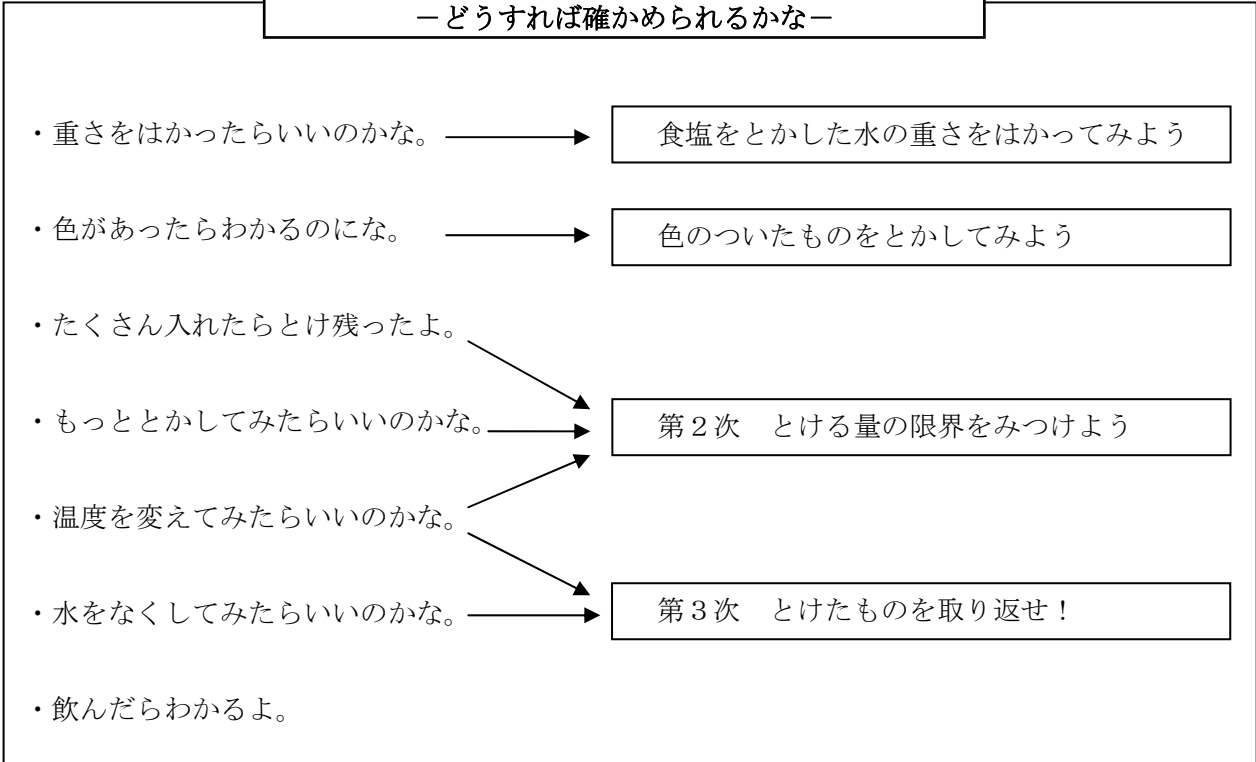 －どうすれば確かめられるかな－
・重さをはかったらいいのかな。
食塩をとかした水の重さをはかってみよう
・色があったらわかるのにな。
色のついたものをとかしてみよう
・たくさん入れたらとけ残ったよ。
・もっととかしてみたらいいのかな。
第２次　とける量の限界をみつけよう
・温度を変えてみたらいいのかな。
・水をなくしてみたらいいのかな。
第３次　とけたものを取り返せ！
・飲んだらわかるよ。